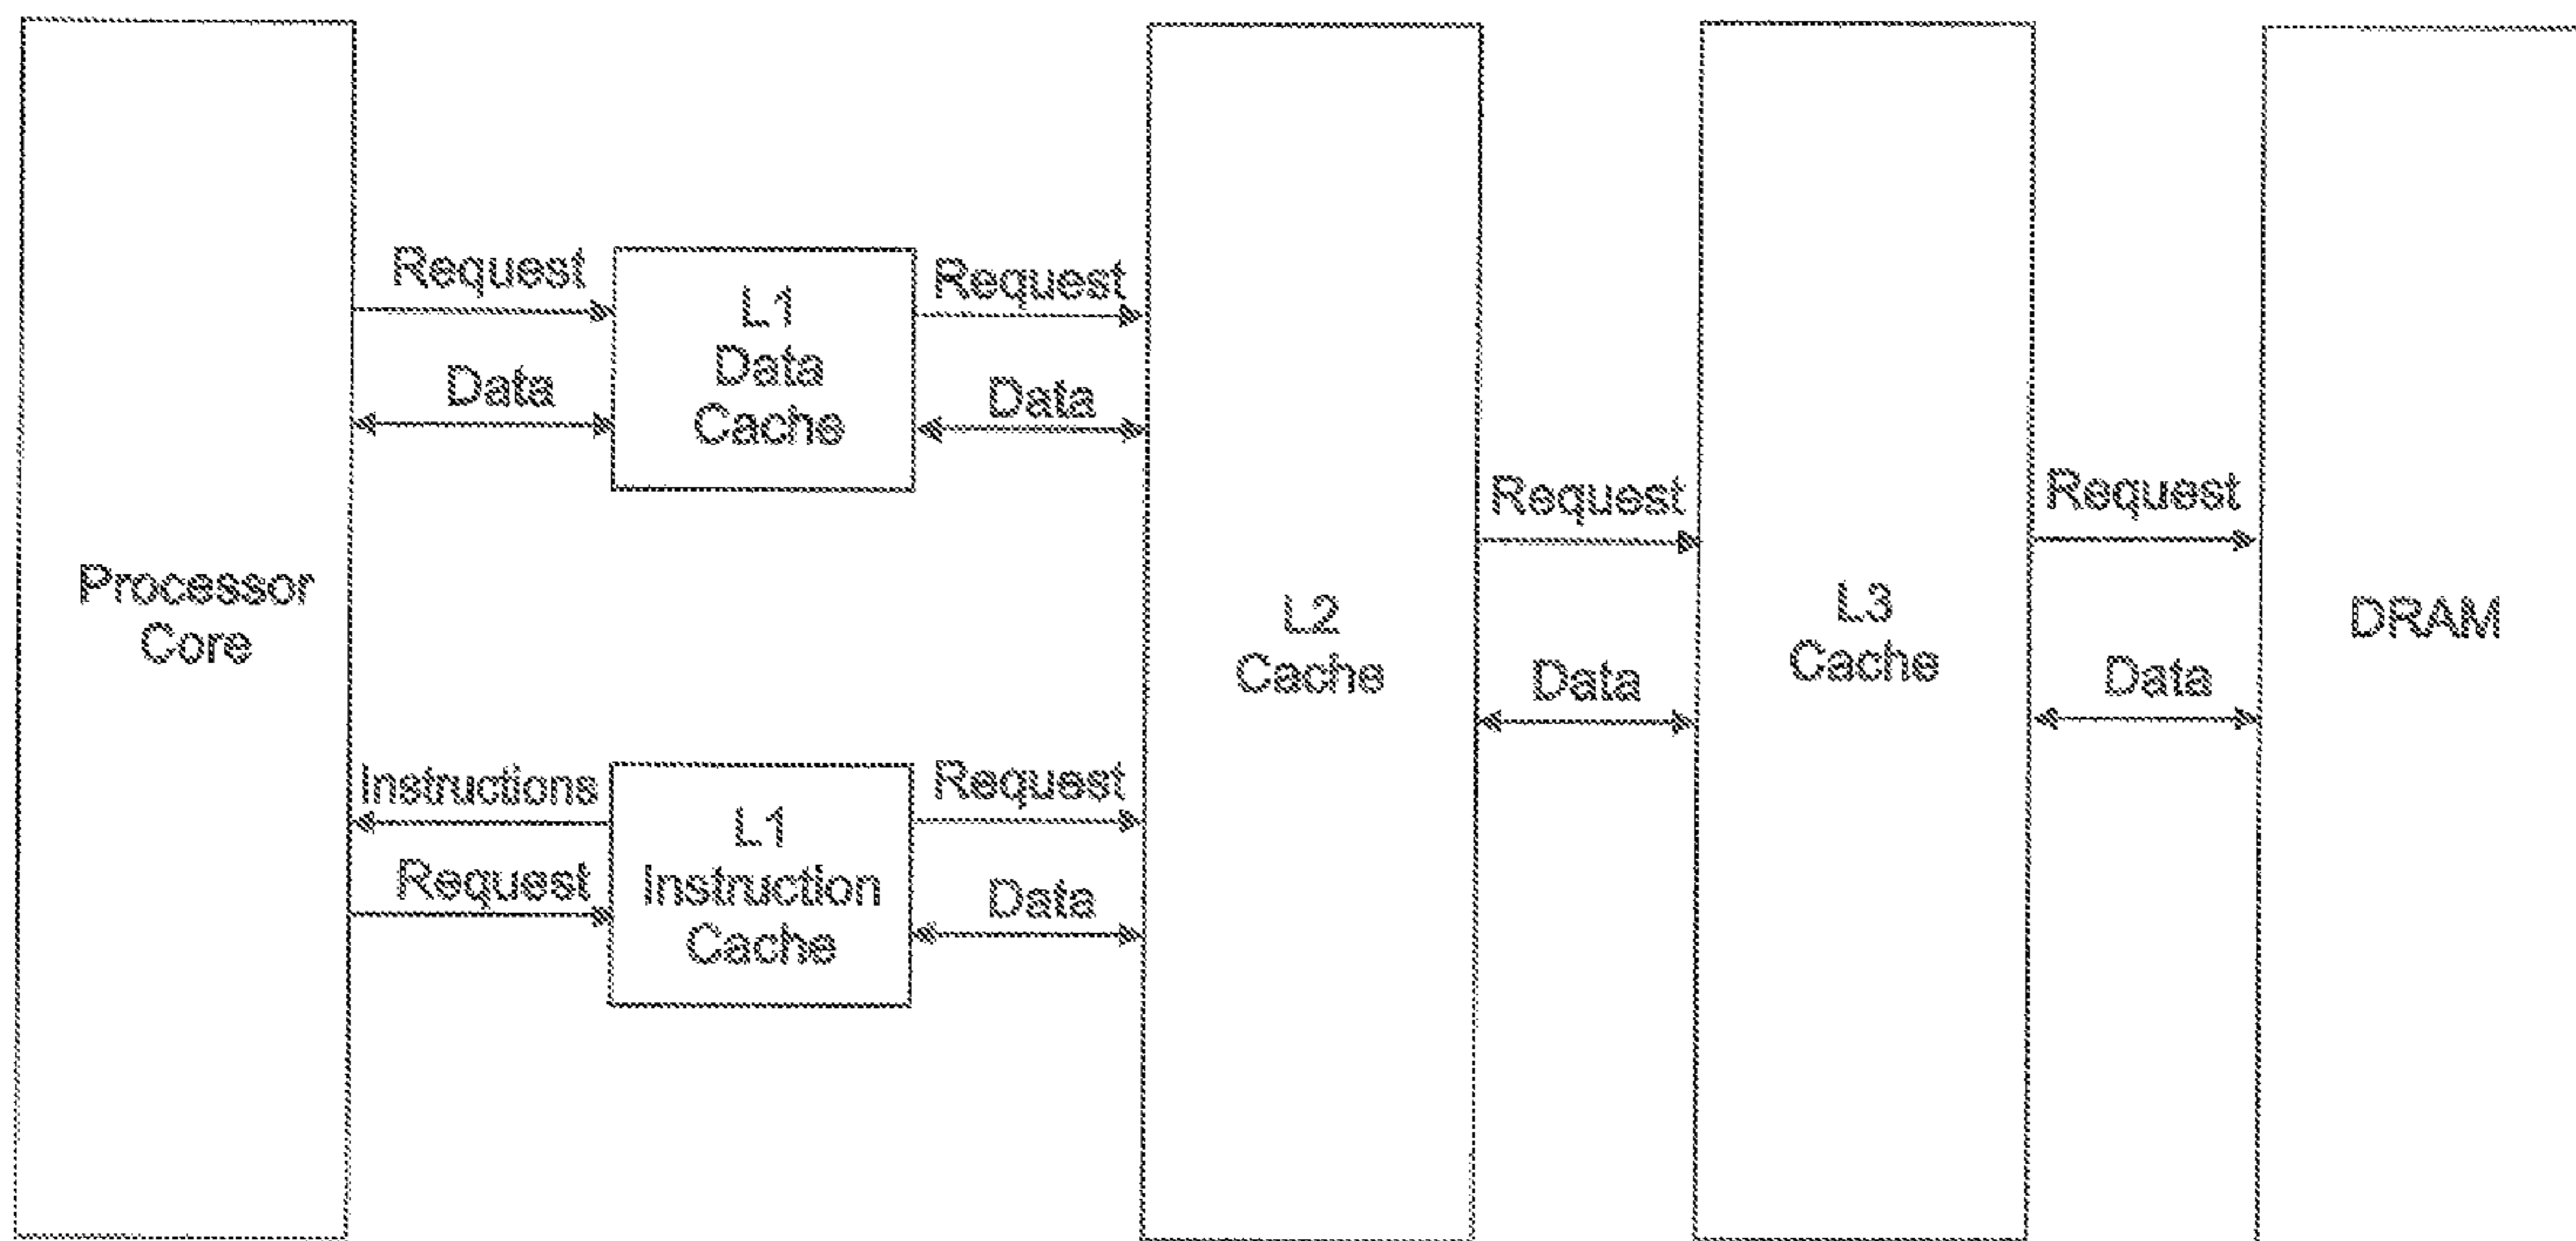 Processor
Core
Request
Data
L1
Data
Cache
Request
Data
Instructions
Request
L1
Instruction
Cache
Request
Data
L2
Cache
Request
Data
L3
Cache
Request
Data
DRAM